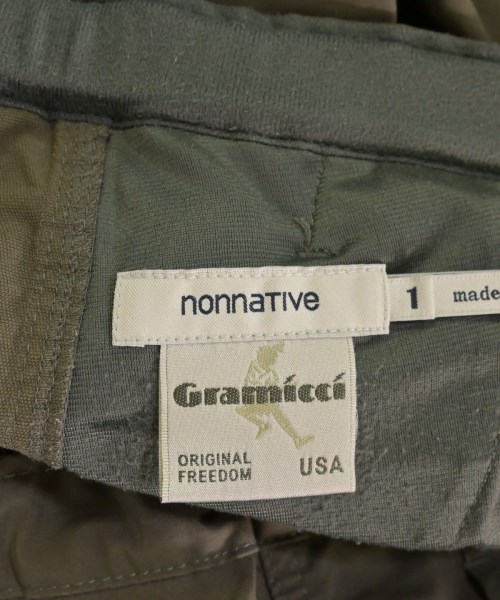 nonnative
1
made
Gramicci
ORIGINAL
FREEDOM
USA